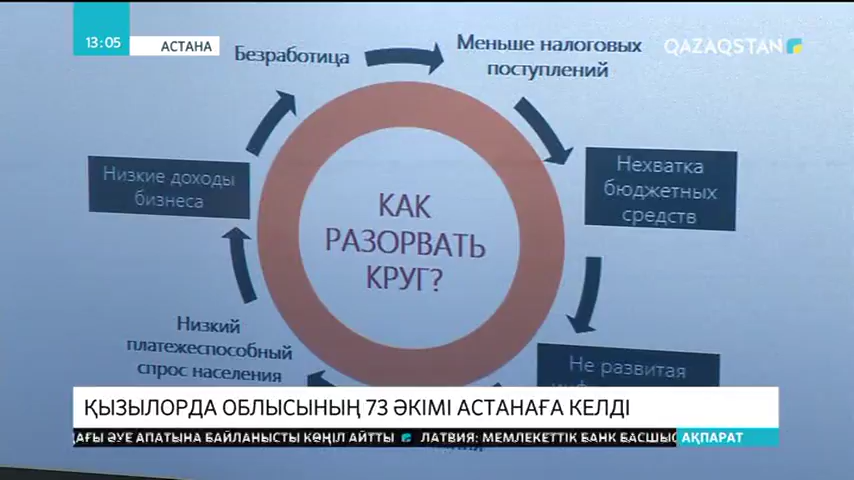 13:05
АСТАНА
QAZAQSTAN
Безработица
Меньше налоговых
поступлений
Низкие доходы
бизнеса
Нехватка
бюджетных
средств
КАК
РАЗОРВАТЬ
КРУГ?
Низкий
платежеспособный
спрос населения
Не развитая
ҚЫЗЫЛОРДА ОБЛЫСЫНЫҢ 73 ӘКІМІ АСТАНАҒА КЕЛДІ
ДАҒЫ ӘУЕ АПАТЫНА БАЙЛАНЫСТЫ КӨҢІЛ АЙТТЫ ЛАТВИЯ: МЕМЛЕКЕТТІК БАНК БАСШЫС
АҚПАРАТ